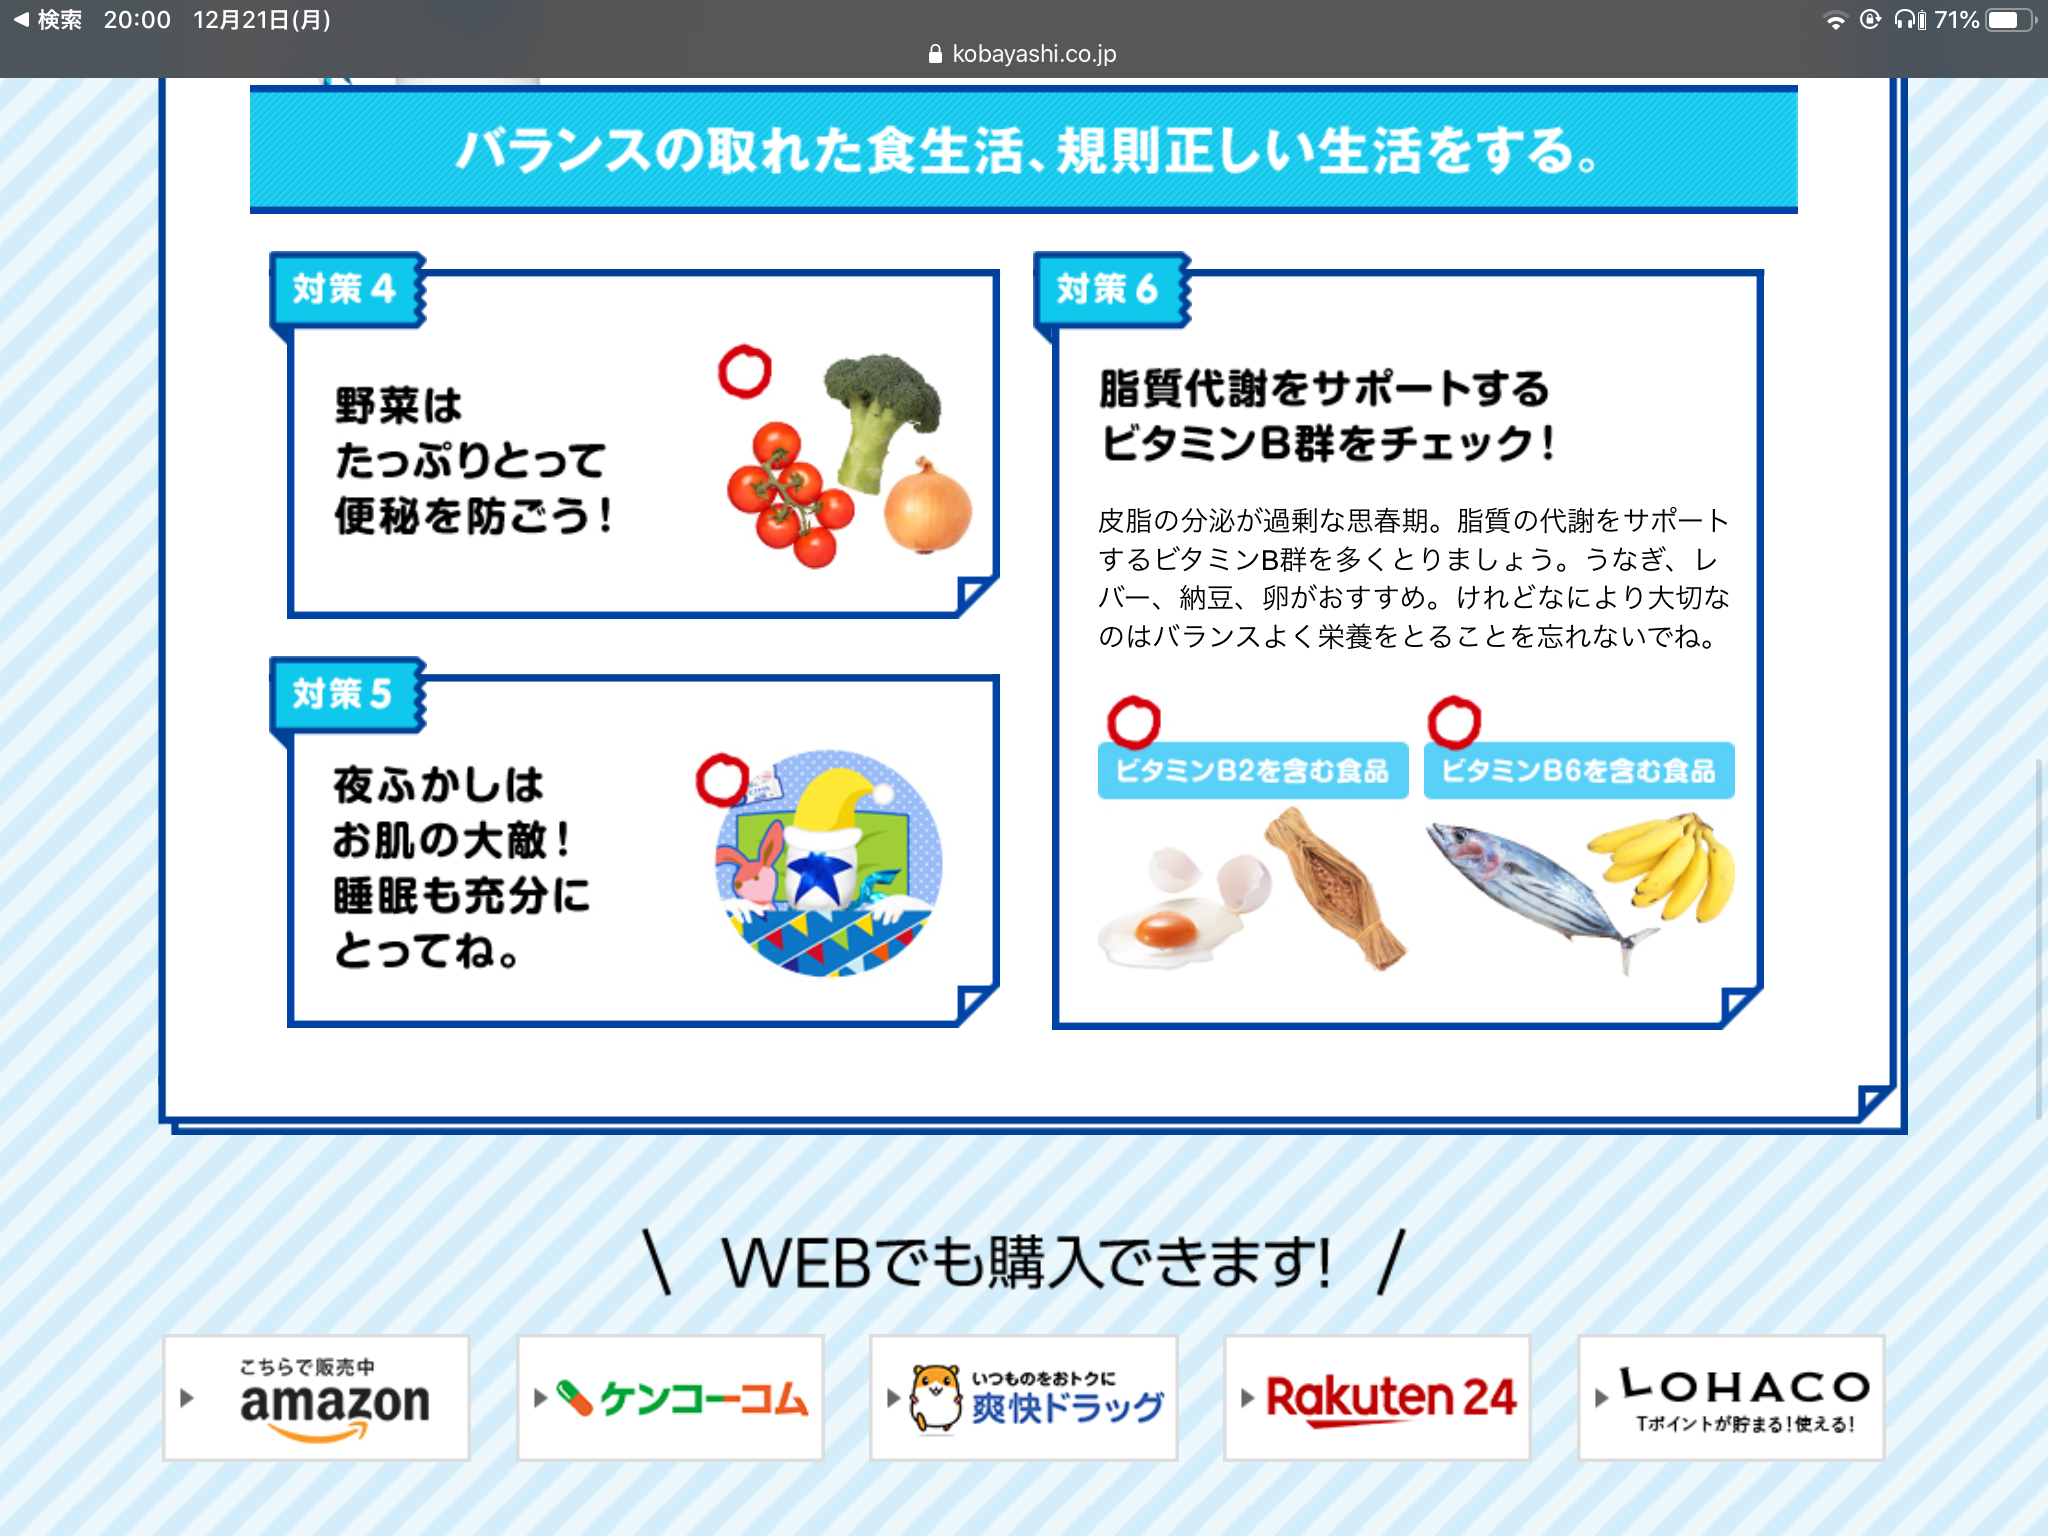 検索 20:00 12月21日(月)
71%
kobayashi.co.jp
バランスの取れた食生活、規則正しい生活をする。
対策4
野菜は
たっぷりとって
便秘を防ごう!
対策5
夜ふかしは
お肌の大敵!
睡眠も充分に
とってね。
対策6
脂質代謝をサポートする
ビタミンB群をチェック!
皮脂の分泌が過剰な思春期。脂質の代謝をサポート
するビタミンB群を多くとりましょう。うなぎ、レ
バー、納豆、卵がおすすめ。けれどなにより大切な
のはバランスよく栄養をとることを忘れないでね。
ビタミンB2を含む食品
ビタミンB6を含む食品
\ WEBでも購入できます! /
こちらで販売中
amazon
ケンコーコム
いつものをおトクに
爽快ドラッグ
Rakuten 24
LOHACO
Tポイントが貯まる!使える!